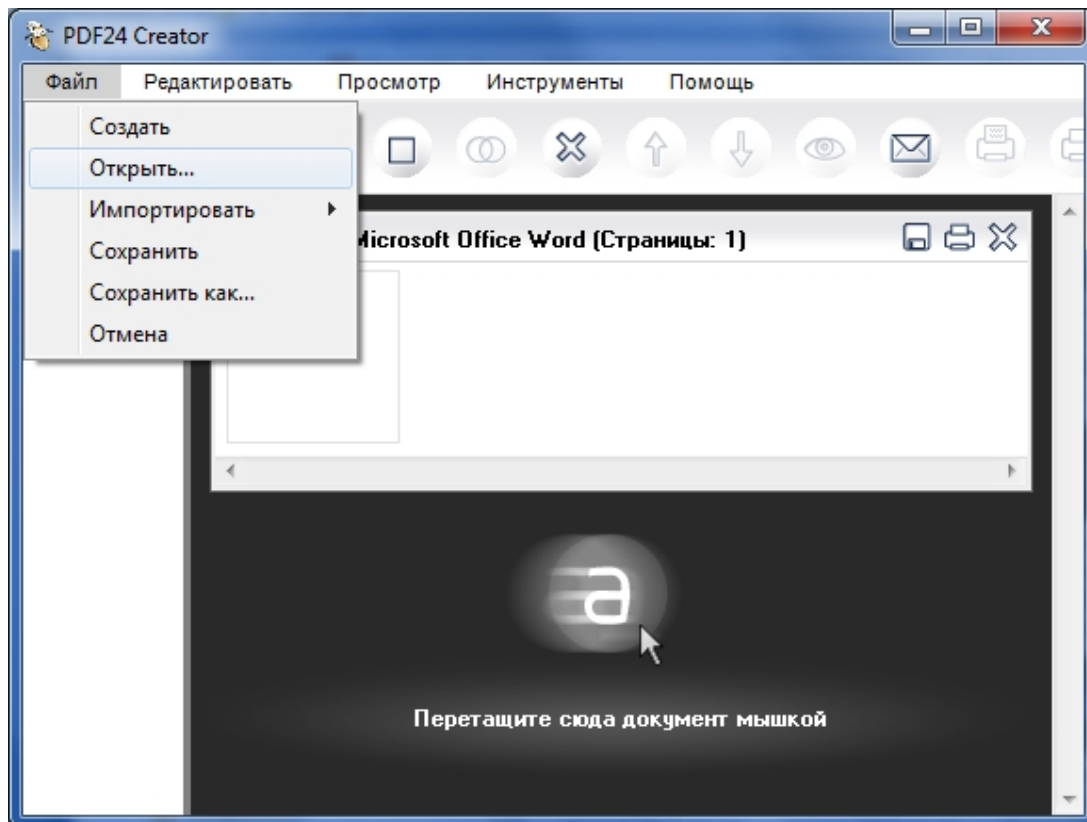 PDF24 Creator
Файл Редактировать Просмотр Инструменты Помощь
Создать
Открыть...
Импортировать
Сохранить
Сохранить как...
Отмена
Microsoft Office Word (Страницы: 1)
a
Перетащите сюда документ мышкой